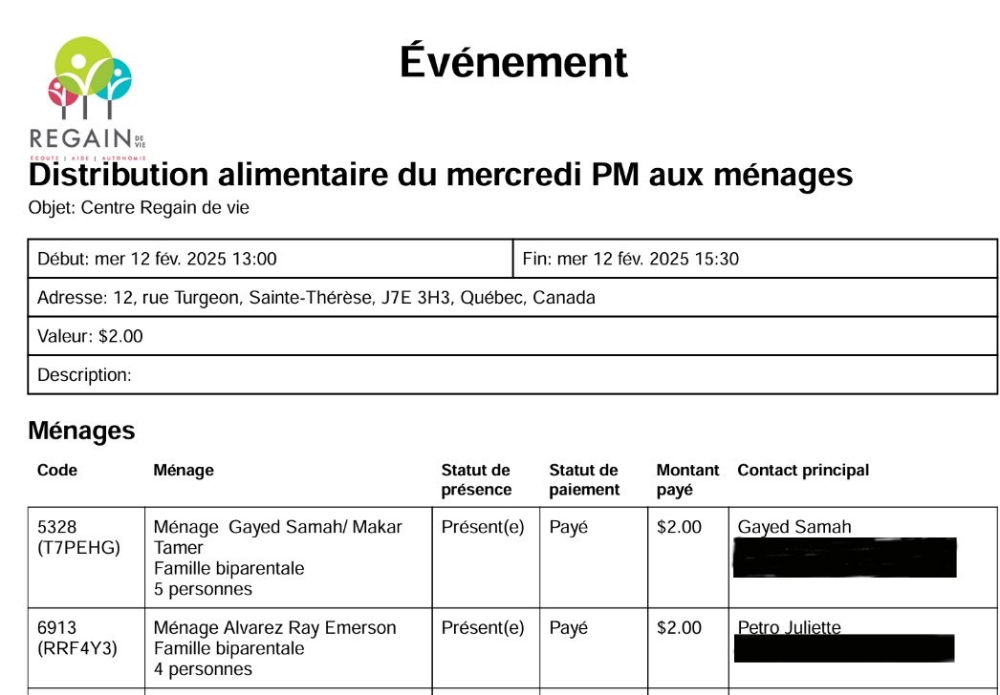 REGAIN DE VIE
ÉCOUTE | AIDE | AUTONOMIE
Événement
Distribution alimentaire du mercredi PM aux ménages
Objet: Centre Regain de vie
Début: mer 12 fév. 2025 13:00
Fin: mer 12 fév. 2025 15:30
Adresse: 12, rue Turgeon, Sainte-Thérèse, J7E 3H3, Québec, Canada
Valeur: $2.00
Description:
Ménages
Code
Ménage
Statut de
présence
Statut de
paiement
Montant
payé
Contact principal
5328
(T7PEHG)
Ménage  Gayed Samah/ Makar
Tamer
Famille biparentale
5 personnes
Présent(e)
Payé
$2.00
Gayed Samah
6913
(RRF4Y3)
Ménage Alvarez Ray Emerson
Famille biparentale
4 personnes
Présent(e)
Payé
$2.00
Petro Juliette